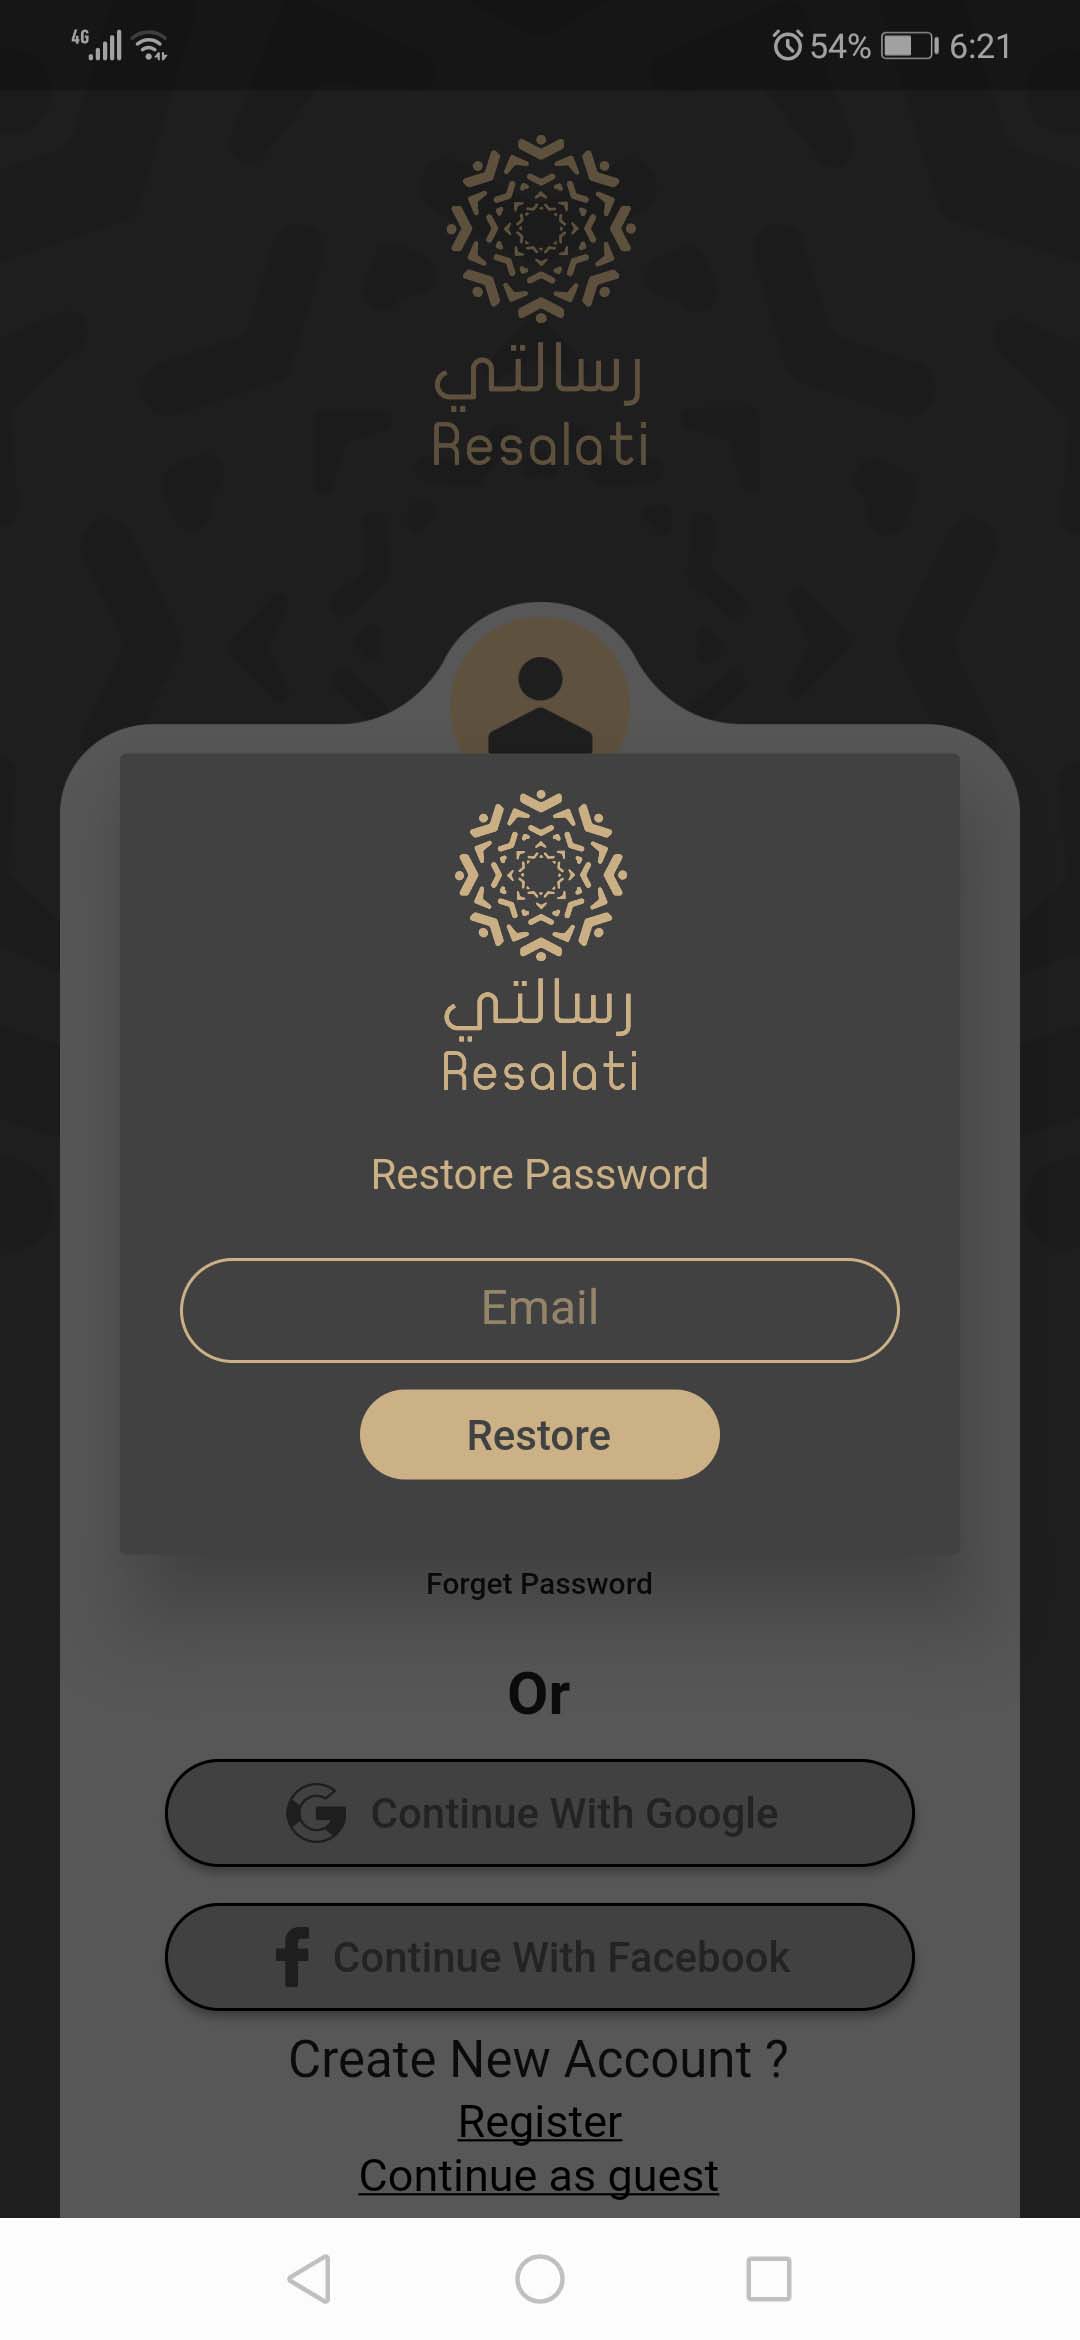 4G 54% 6:21
رسالتي
Resalati
رسالتي
Resalati
Restore Password
Email
Restore
Forget Password
Or
Continue With Google
Continue With Facebook
Create New Account ?
Register
Continue as guest